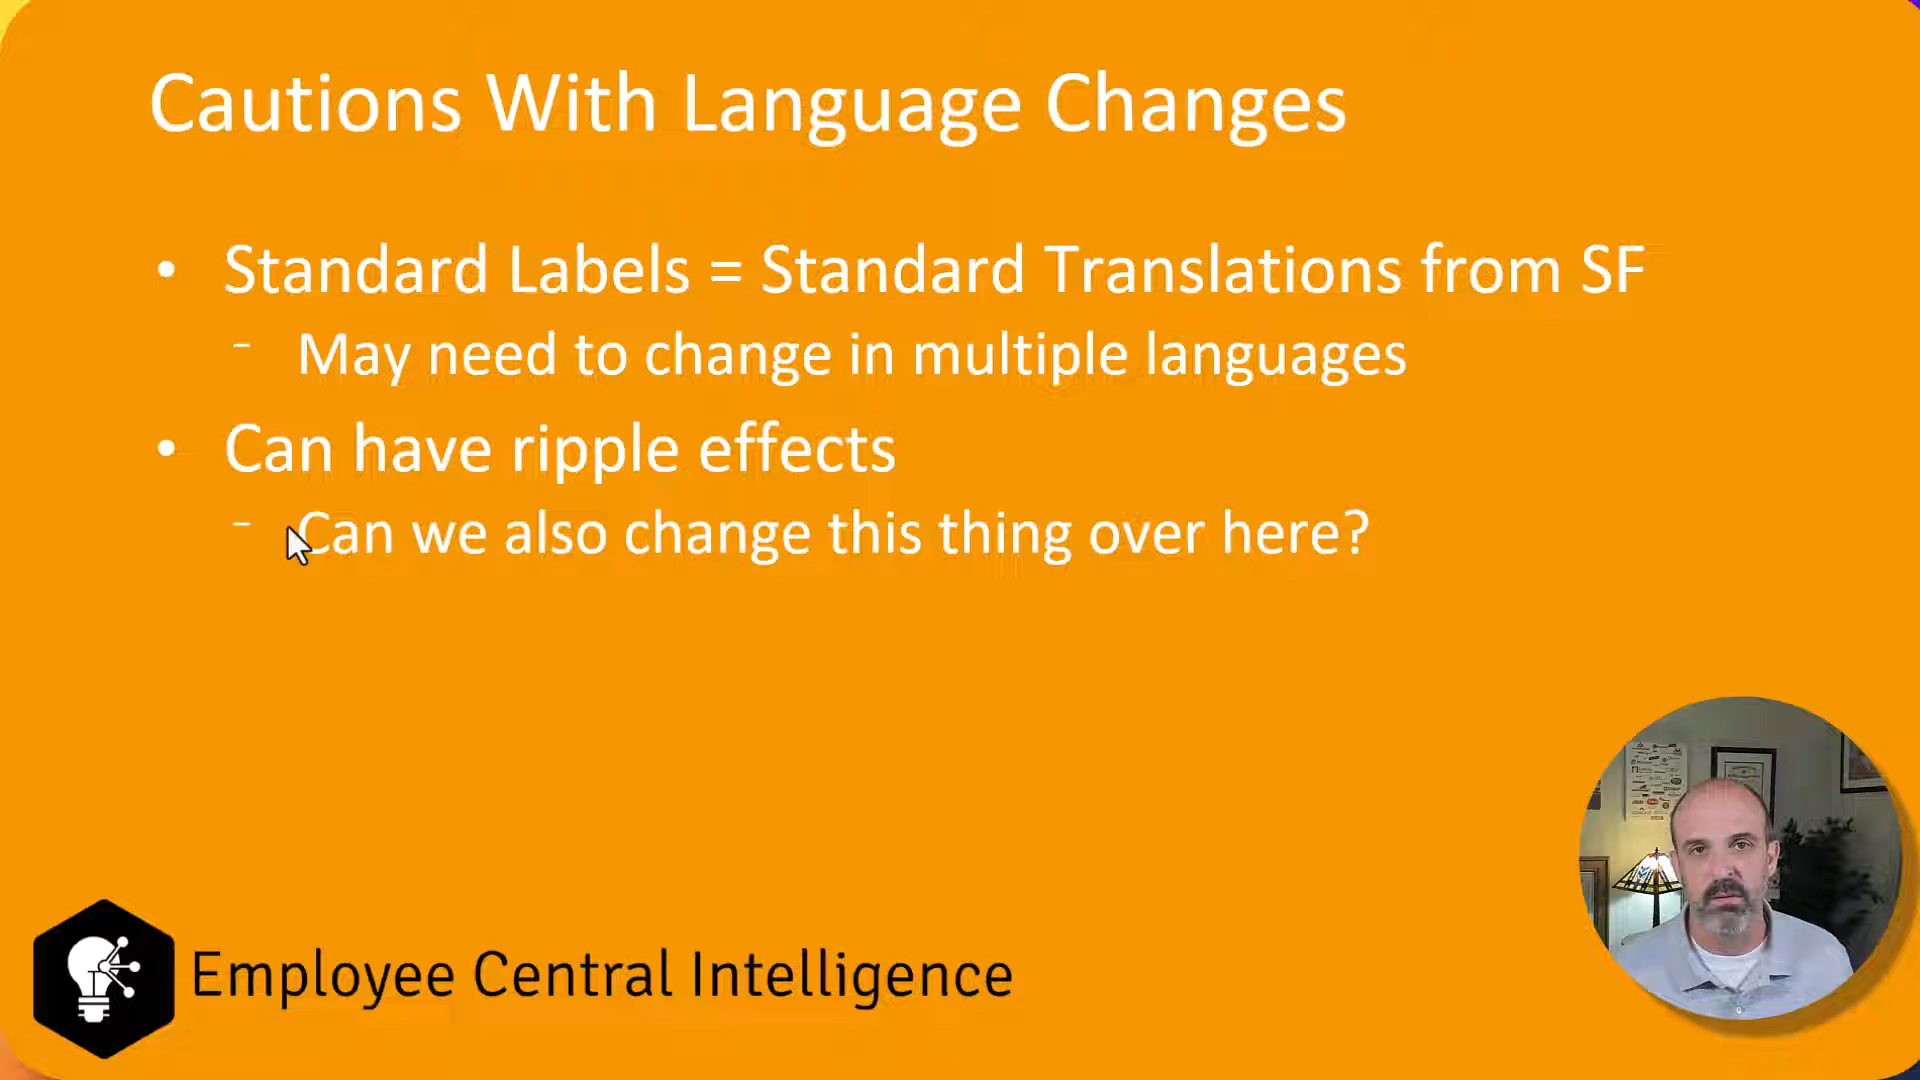 Cautions With Language Changes
• Standard Labels = Standard Translations from SF
- May need to change in multiple languages
• Can have ripple effects
- Can we also change this thing over here?
Employee Central Intelligence